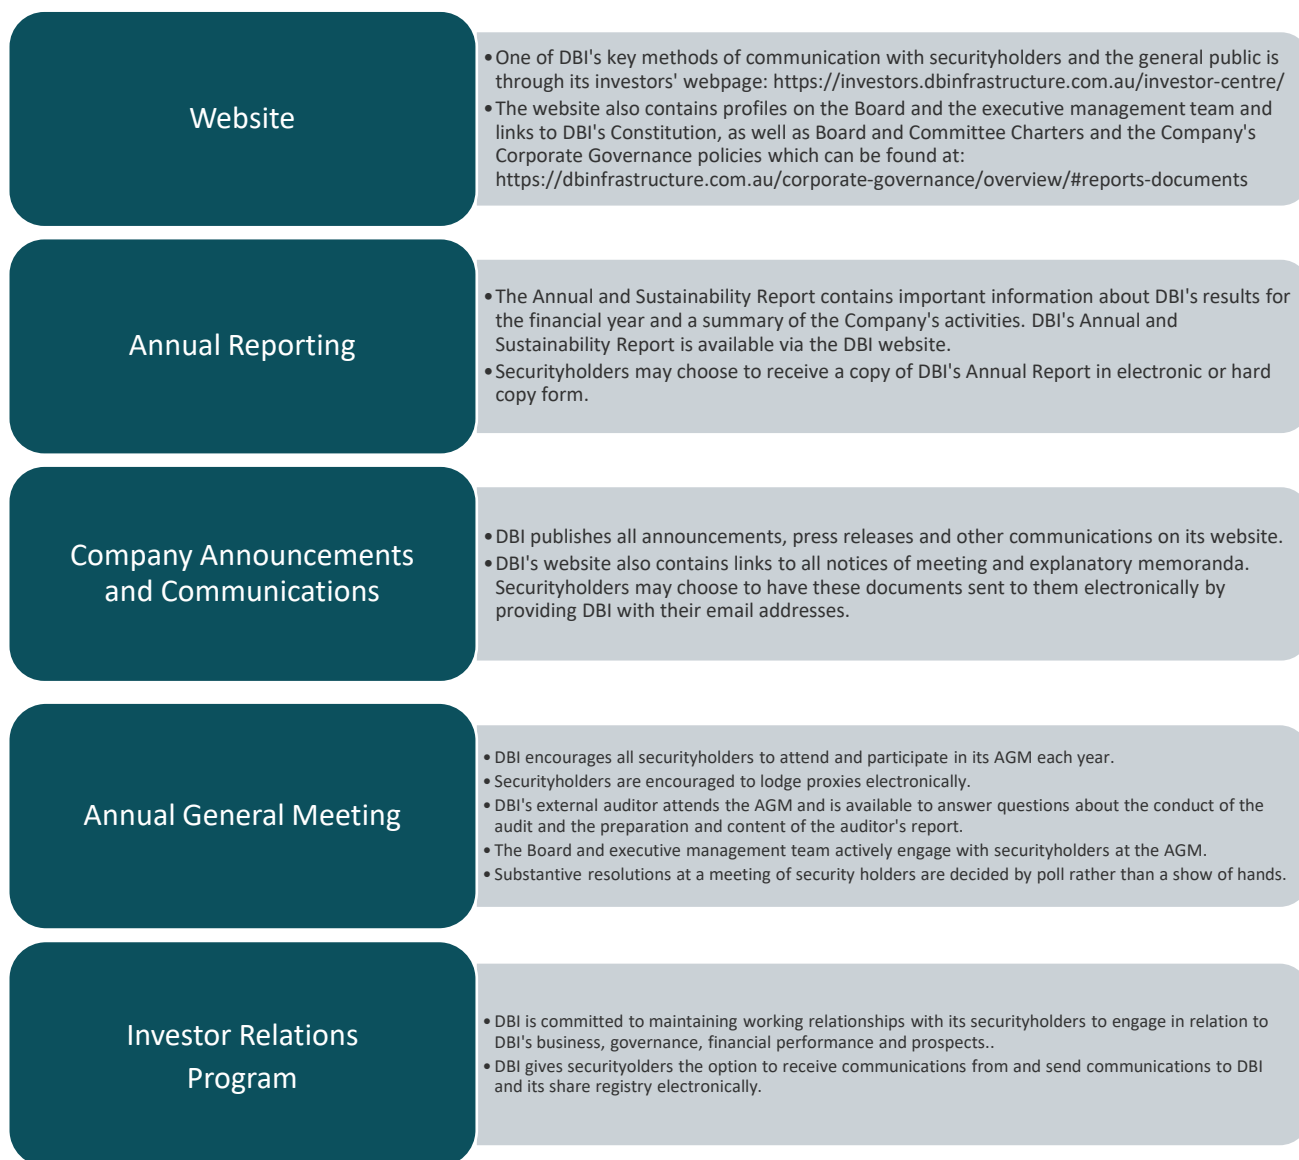 Website
•One of DBI's key methods of communication with securityholders and the general public is
through its investors' webpage: https://investors.dbinfrastructure.com.au/investor-centre/
•The website also contains profiles on the Board and the executive management team and
links to DBI's Constitution, as well as Board and Committee Charters and the Company's
Corporate Governance policies which can be found at:
https://dbinfrastructure.com.au/corporate-governance/overview/#reports-documents
Annual Reporting
•The Annual and Sustainability Report contains important information about DBI's results for
the financial year and a summary of the Company's activities. DBI's Annual and
Sustainability Report is available via the DBI website.
•Securityholders may choose to receive a copy of DBI's Annual Report in electronic or hard
copy form.
Company Announcements
and Communications
•DBI publishes all announcements, press releases and other communications on its website.
•DBI's website also contains links to all notices of meeting and explanatory memoranda.
Securityholders may choose to have these documents sent to them electronically by
providing DBI with their email addresses.
Annual General Meeting
•DBI encourages all securityholders to attend and participate in its AGM each year.
•Securityholders are encouraged to lodge proxies electronically.
•DBI's external auditor attends the AGM and is available to answer questions about the conduct of the
audit and the preparation and content of the auditor's report.
•The Board and executive management team actively engage with securityholders at the AGM.
•Substantive resolutions at a meeting of security holders are decided by poll rather than a show of hands.
Investor Relations
Program
•DBI is committed to maintaining working relationships with its securityholders to engage in relation to
DBI's business, governance, financial performance and prospects..
•DBI gives securityolders the option to receive communications from and send communications to DBI
and its share registry electronically.